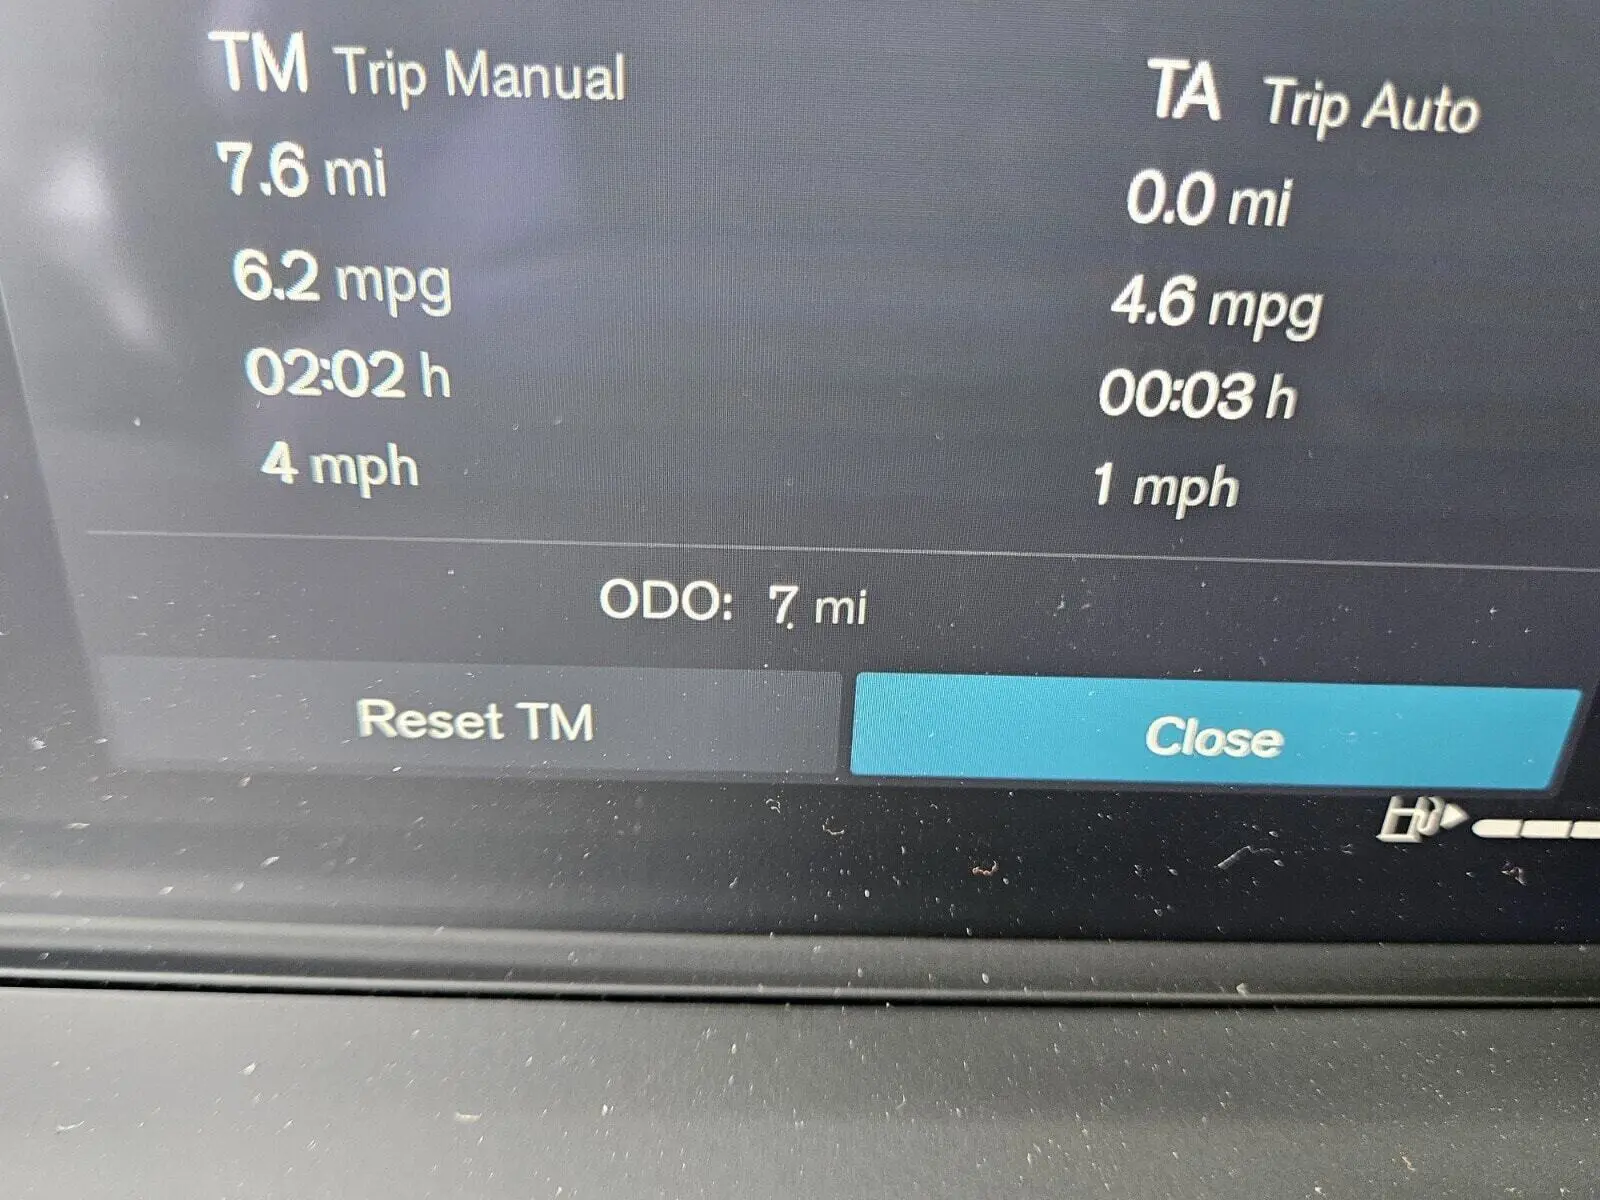 TM Trip Manual
7.6 mi
6.2 mpg
02:02 h
4 mph
TA Trip Auto
0.0 mi
4.6 mpg
00:03 h
1 mph
ODO: 7 mi
Reset TM
Close